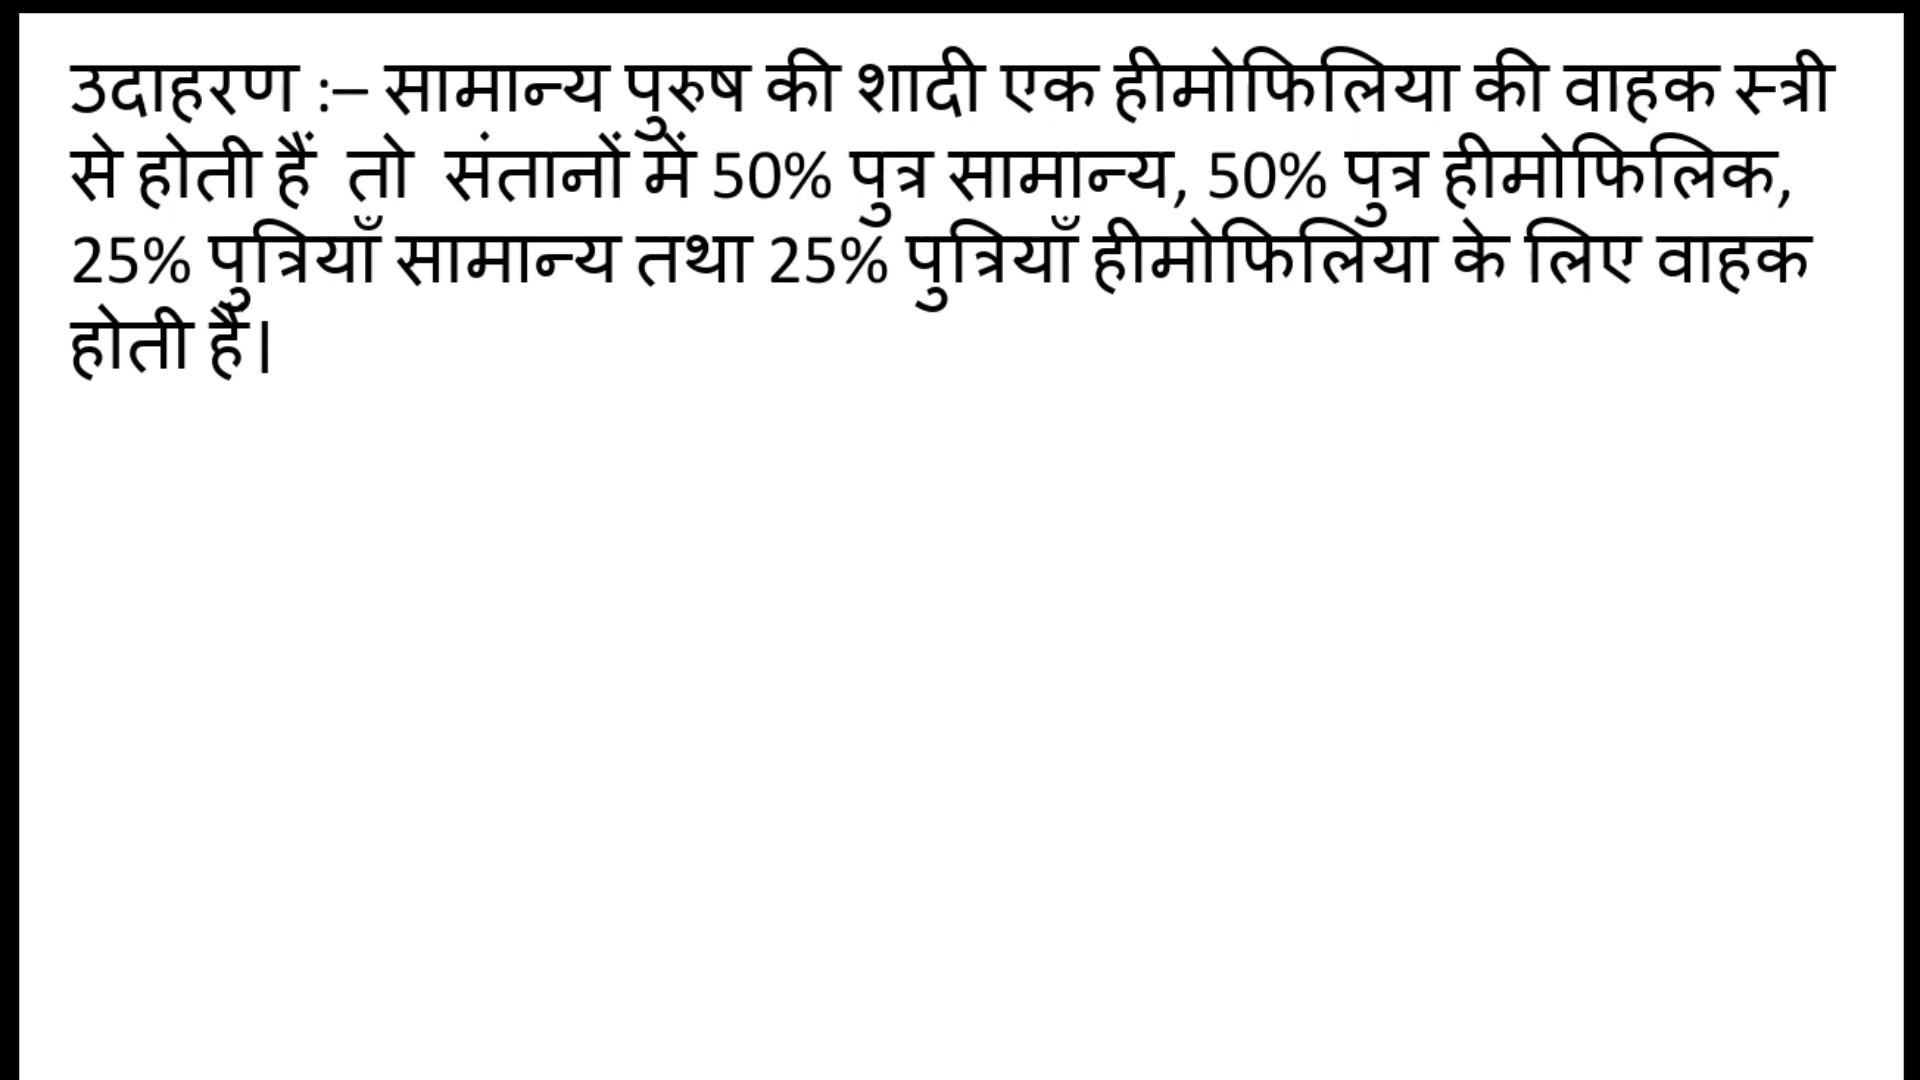 उदाहरण :– सामान्य पुरुष की शादी एक हीमोफिलिया की वाहक स्त्री
से होती हैं तो संतानों में 50% पुत्र सामान्य, 50% पुत्र हीमोफिलिक,
25% पुत्रियाँ सामान्य तथा 25% पुत्रियाँ हीमोफिलिया के लिए वाहक
होती हैं।